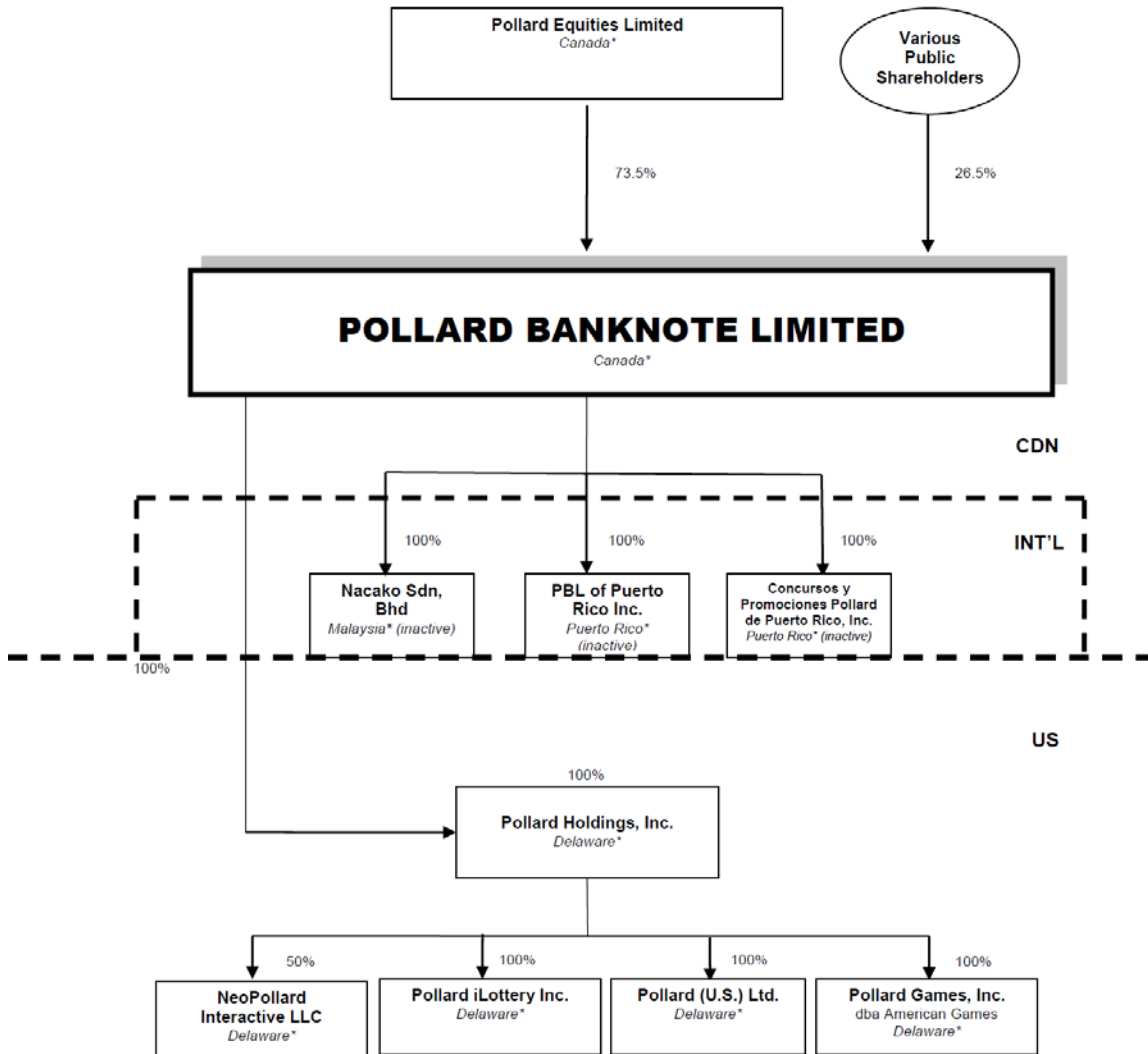 Pollard Equities Limited
Canada*
Various
Public
Shareholders
73.5%
26.5%
POLLARD BANKNOTE LIMITED
Canada*
CDN
INT'L
100%
100%
100%
Nacako Sdn,
Bhd
Malaysia* (inactive)
PBL of Puerto
Rico Inc.
Puerto Rico*
(inactive)
Concursos y
Promociones Pollard
de Puerto Rico, Inc.
Puerto Rico* (inactive)
100%
US
100%
Pollard Holdings, Inc.
Delaware*
50%
100%
100%
100%
NeoPollard
Interactive LLC
Delaware*
Pollard iLottery Inc.
Delaware*
Pollard (U.S.) Ltd.
Delaware*
Pollard Games, Inc.
dba American Games
Delaware*